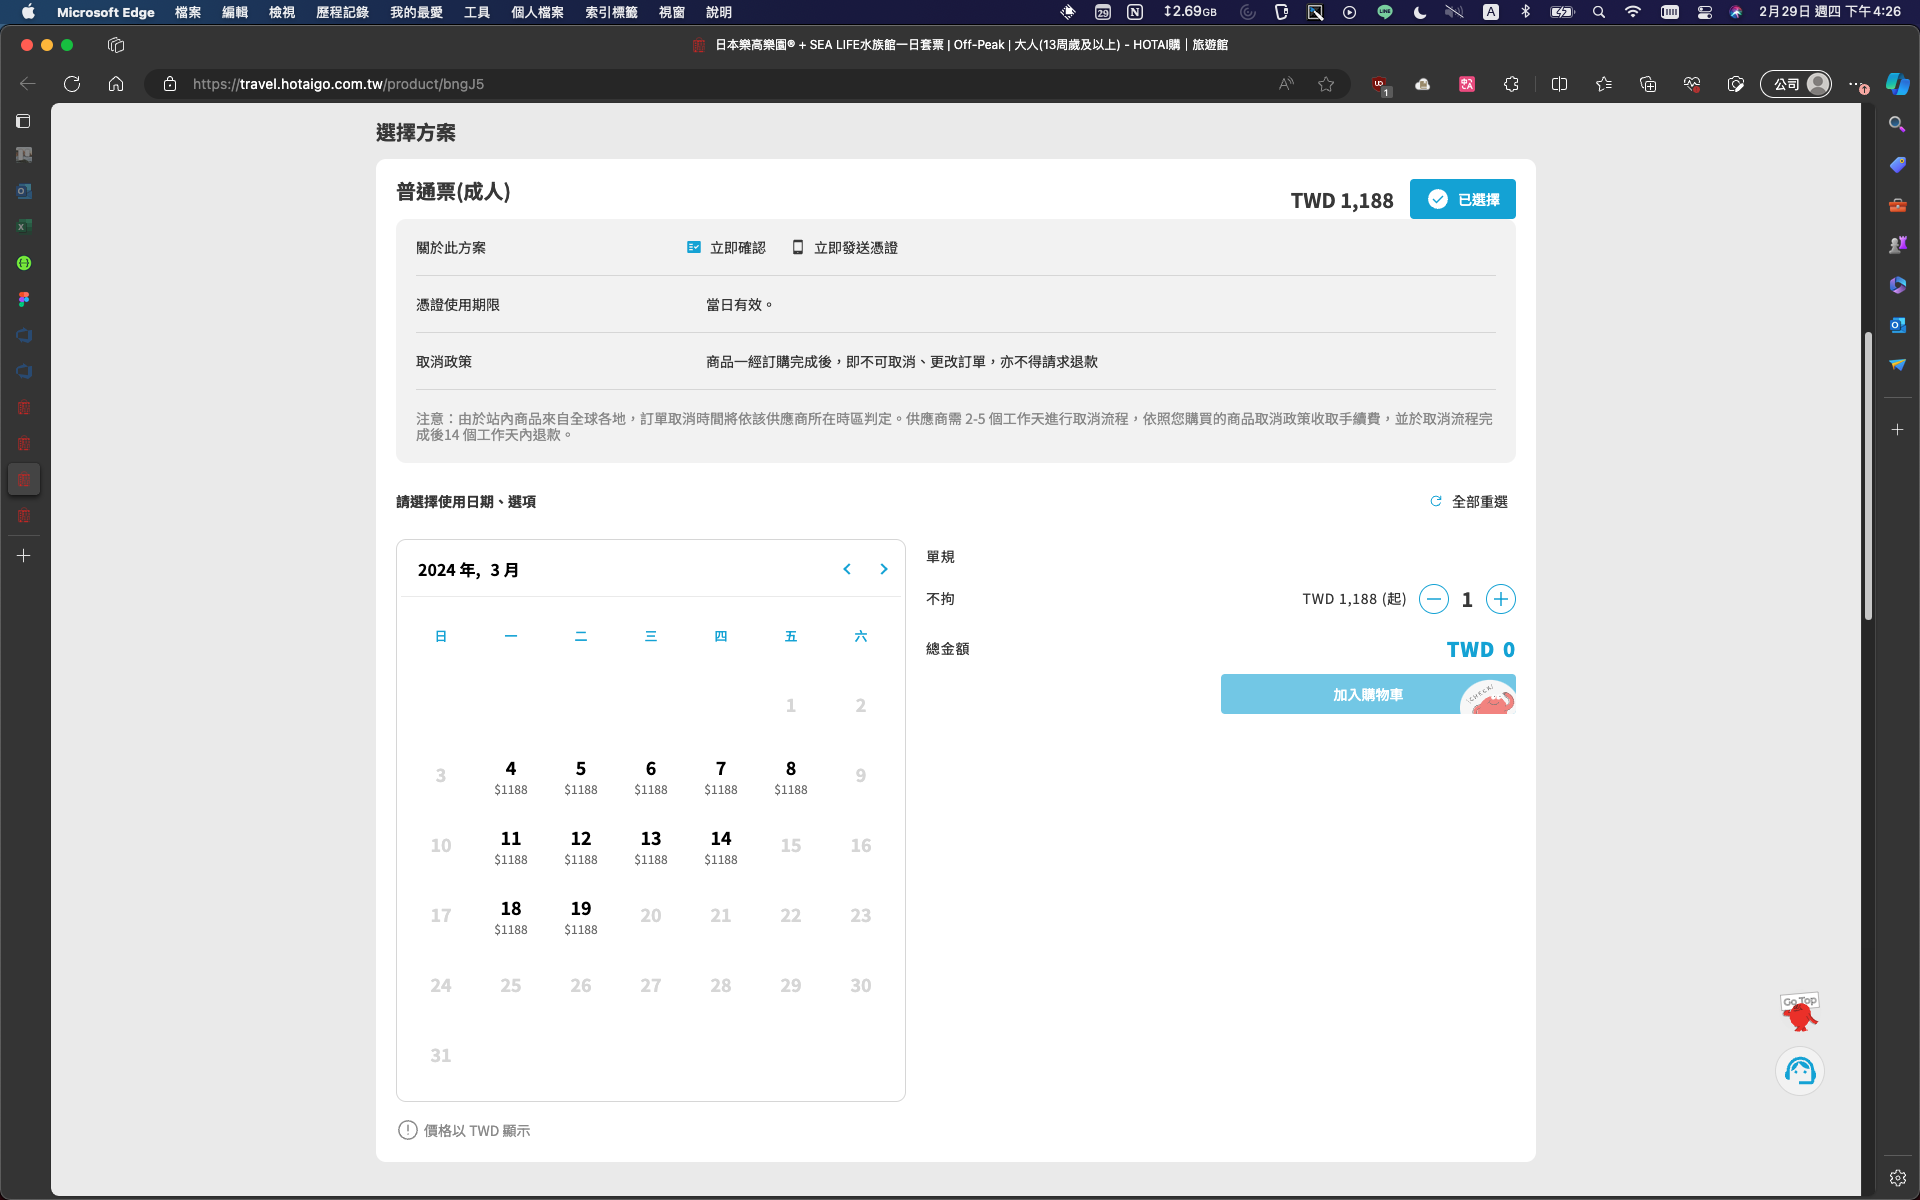 Microsoft Edge 檔案 編輯 檢視 歷程記錄 我的最愛 工具 個人檔案 索引標籤 視窗 說明 29 N 2.69GB LINE A 2月29日 週四 下午4:26
日本樂高樂園® + SEA LIFE水族館一日套票 | Off-Peak | 大人(13周歲及以上) - HOTAI購｜旅遊館
https://travel.hotaigo.com.tw/product/bngJ5 1 公司
選擇方案
普通票(成人)
TWD 1,188 已選擇
關於此方案 立即確認 立即發送憑證
憑證使用期限 當日有效。
取消政策 商品一經訂購完成後，即不可取消、更改訂單，亦不得請求退款
注意：由於站內商品來自全球各地，訂單取消時間將依該供應商所在時區判定。供應商需 2-5 個工作天進行取消流程，依照您購買的商品取消政策收取手續費，並於取消流程完
成後14 個工作天內退款。
請選擇使用日期、選項 全部重選
2024 年, 3 月
日 一 二 三 四 五 六
1 2
3 4 5 6 7 8 9
$1188 $1188 $1188 $1188 $1188
10 11 12 13 14 15 16
$1188 $1188 $1188 $1188
17 18 19 20 21 22 23
$1188 $1188
24 25 26 27 28 29 30
31
價格以 TWD 顯示
單規
不拘 TWD 1,188 (起) 1
總金額 TWD 0
加入購物車 CHECK!
Go Top